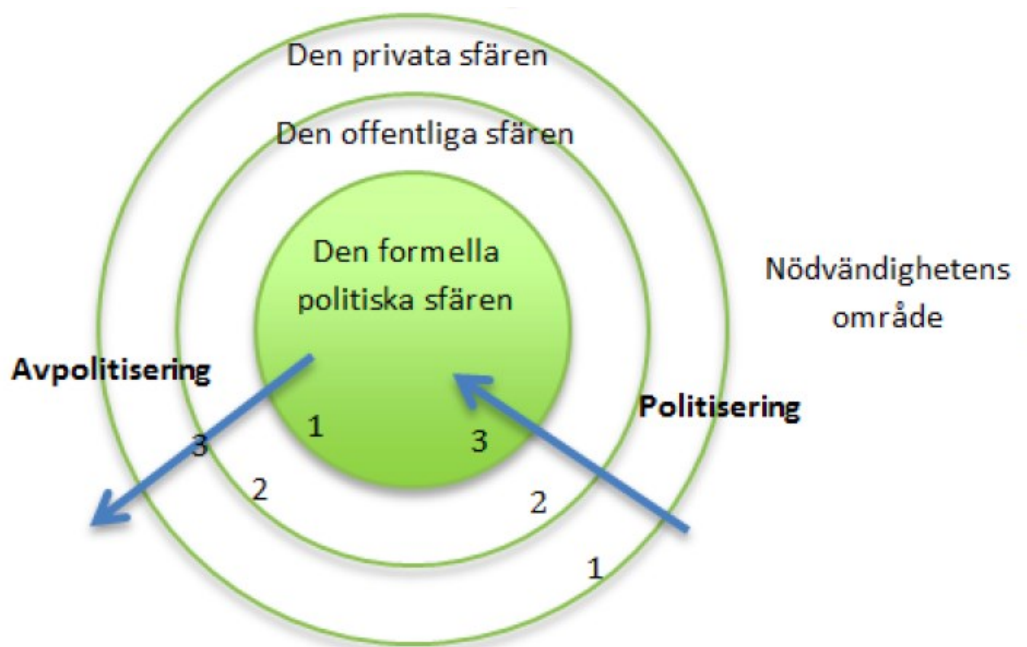 Den privata sfären
Den offentliga sfären
Den formella
politiska sfären
Nödvändighetens
område
Avpolitisering
Politisering
1
3
3
2
2
1